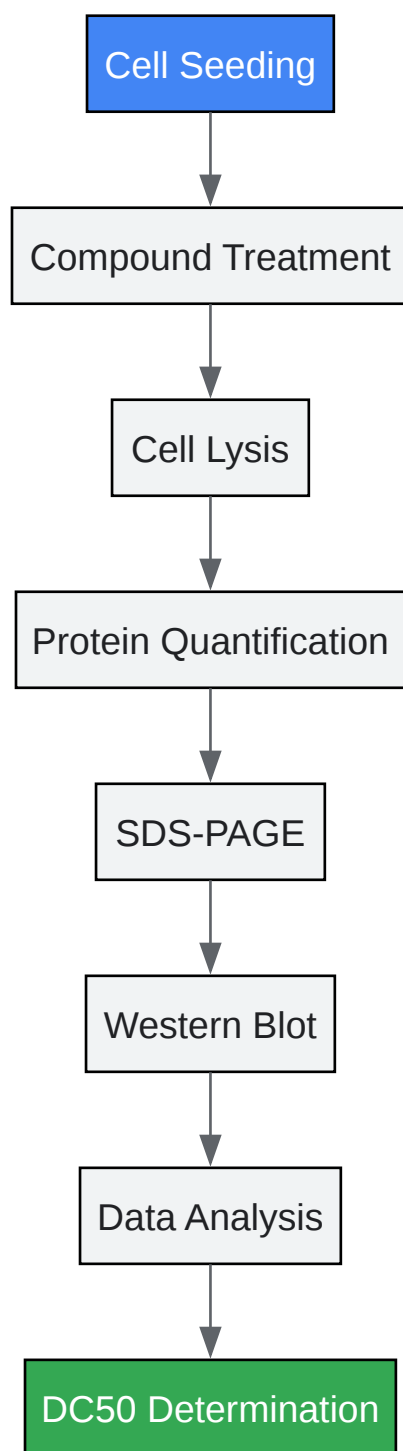 Cell Seeding
Compound Treatment
Cell Lysis
Protein Quantification
SDS-PAGE
Western Blot
Data Analysis
DC50 Determination